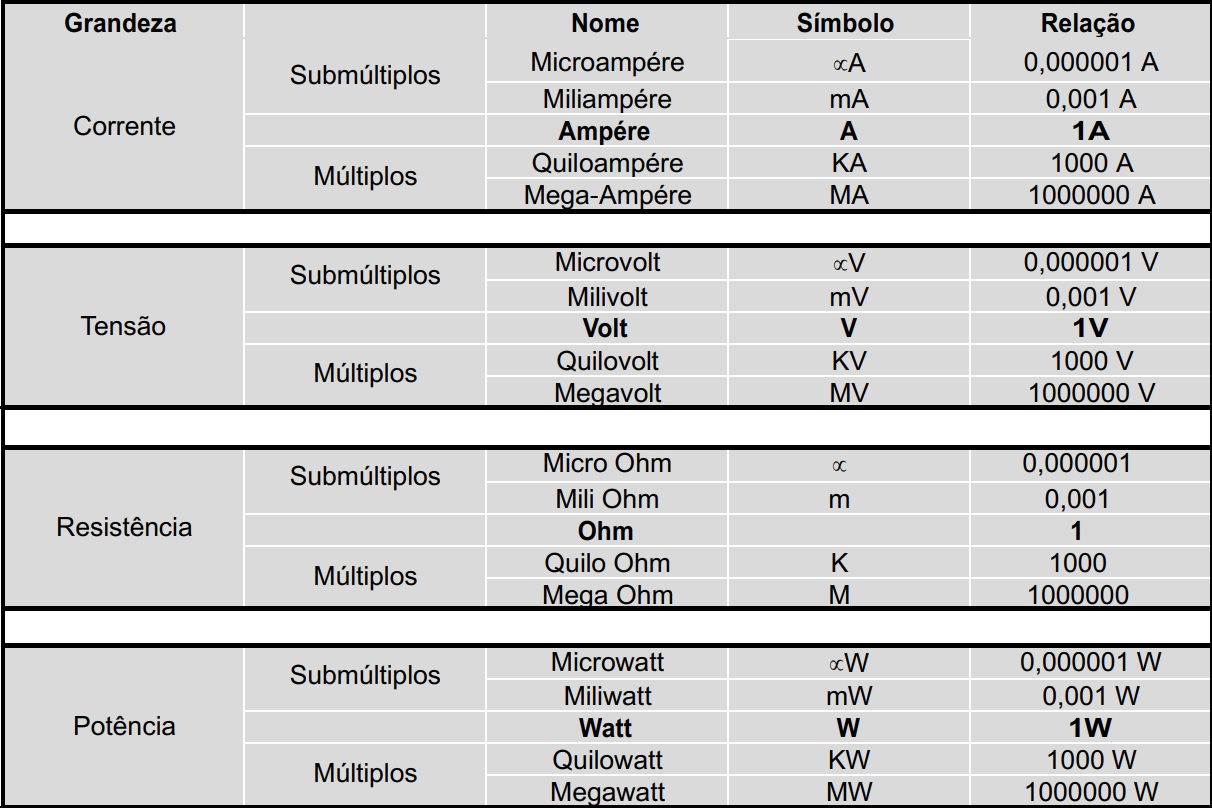 Grandeza Nome Símbolo Relação
Corrente
Submúltiplos
Microampére ∝A 0,000001 A
Miliampére mA 0,001 A
Ampére A 1A
Múltiplos
Quiloampére KA 1000 A
Mega-Ampére MA 1000000 A
Tensão
Submúltiplos
Microvolt ∝V 0,000001 V
Milivolt mV 0,001 V
Volt V 1V
Múltiplos
Quilovolt KV 1000 V
Megavolt MV 1000000 V
Resistência
Submúltiplos
Micro Ohm ∝ 0,000001
Mili Ohm m 0,001
Ohm 1
Múltiplos
Quilo Ohm K 1000
Mega Ohm M 1000000
Potência
Submúltiplos
Microwatt ∝W 0,000001 W
Miliwatt mW 0,001 W
Watt W 1W
Múltiplos
Quilowatt KW 1000 W
Megawatt MW 1000000 W